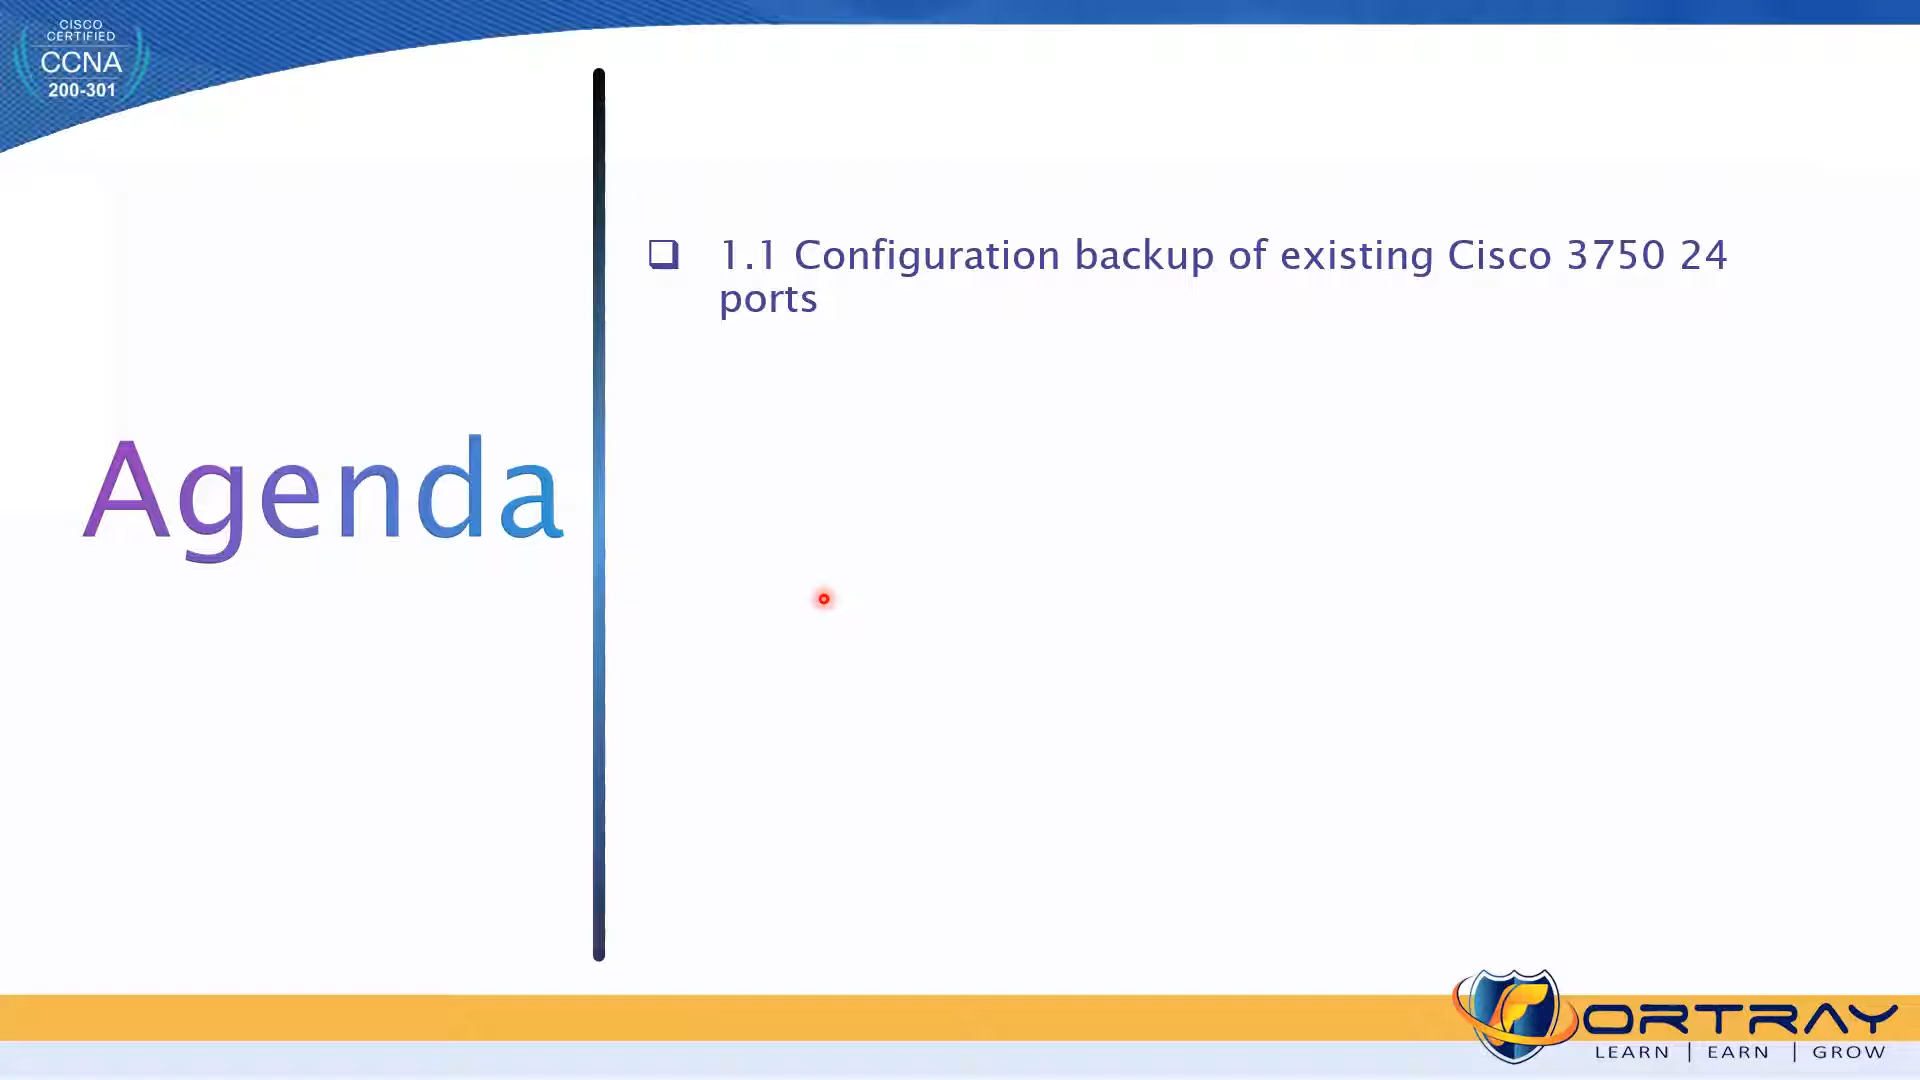 CISCO
CERTIFIED
CCNA
200-301
❑ 1.1 Configuration backup of existing Cisco 3750 24
ports
Agenda
FORTRAY
LEARN | EARN | GROW